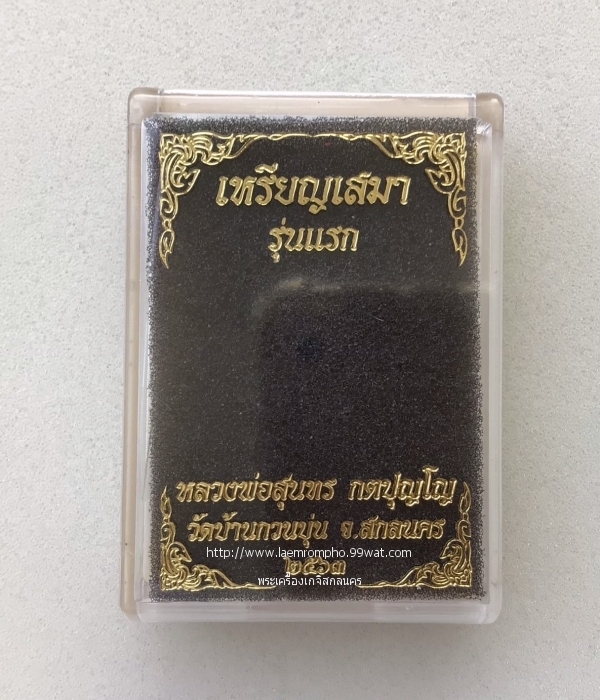 เหรียญเสมา
รุ่นแรก
หลวงพ่อสุนทร กตปุญโญ
วัดบ้านกวนบุ่น จ.สกลนคร
http://www.laemrompho.99wat.com
๒๕๖๓
พระเครื่องเกจิสกลนคร